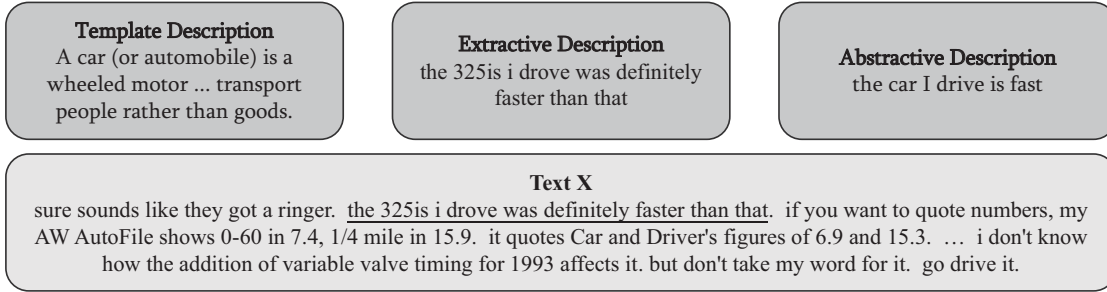 Template Description
A car (or automobile) is a
wheeled motor ... transport
people rather than goods.
Extractive Description
the 325is i drove was definitely
faster than that
Abstractive Description
the car I drive is fast
Text X
sure sounds like they got a ringer. the 325is i drove was definitely faster than that. if you want to quote numbers, my
AW AutoFile shows 0-60 in 7.4, 1/4 mile in 15.9. it quotes Car and Driver's figures of 6.9 and 15.3. ... i don't know
how the addition of variable valve timing for 1993 affects it. but don't take my word for it. go drive it.